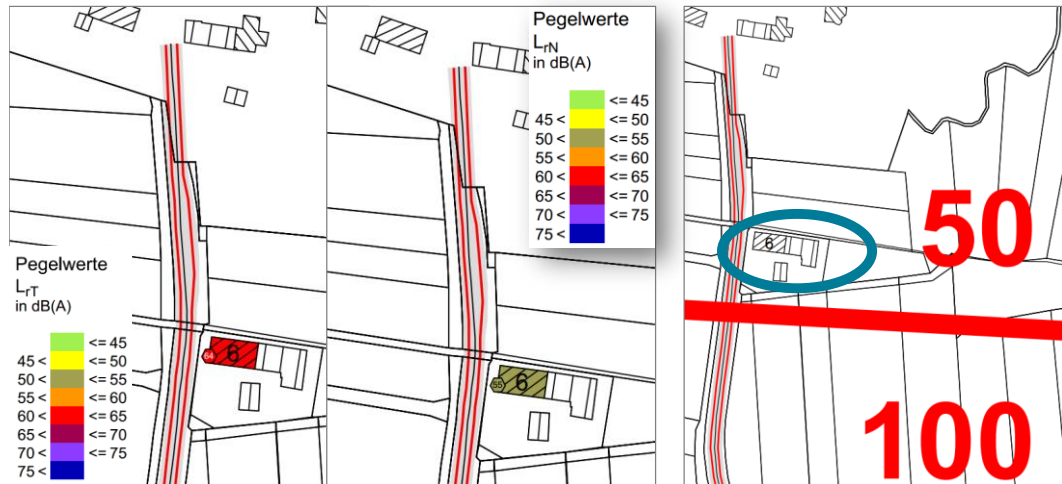 Pegelwerte
LrT
in dB(A)
<= 45
45 < <= 50
50 < <= 55
55 < <= 60
60 < <= 65
65 < <= 70
70 < <= 75
75 <
64
6
Pegelwerte
LrN
in dB(A)
<= 45
45 < <= 50
50 < <= 55
55 < <= 60
60 < <= 65
65 < <= 70
70 < <= 75
75 <
55
6
50
6
100